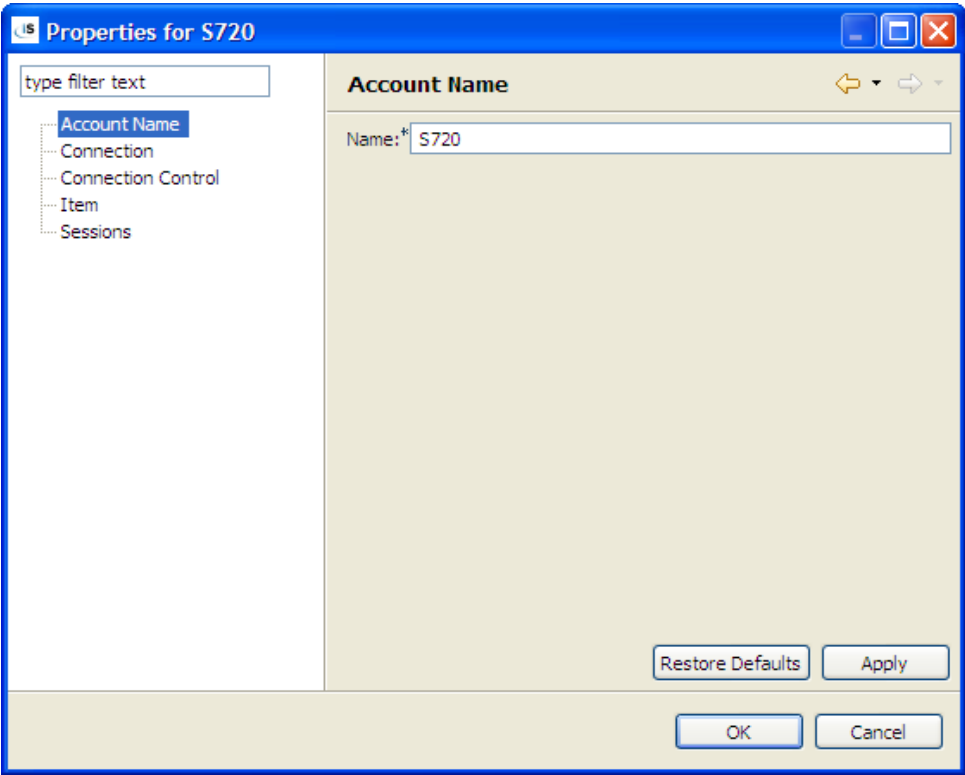 iS Properties for S720
type filter text
Account Name
Connection
Connection Control
Item
Sessions
Account Name
Name:* S720
Restore Defaults Apply
OK Cancel